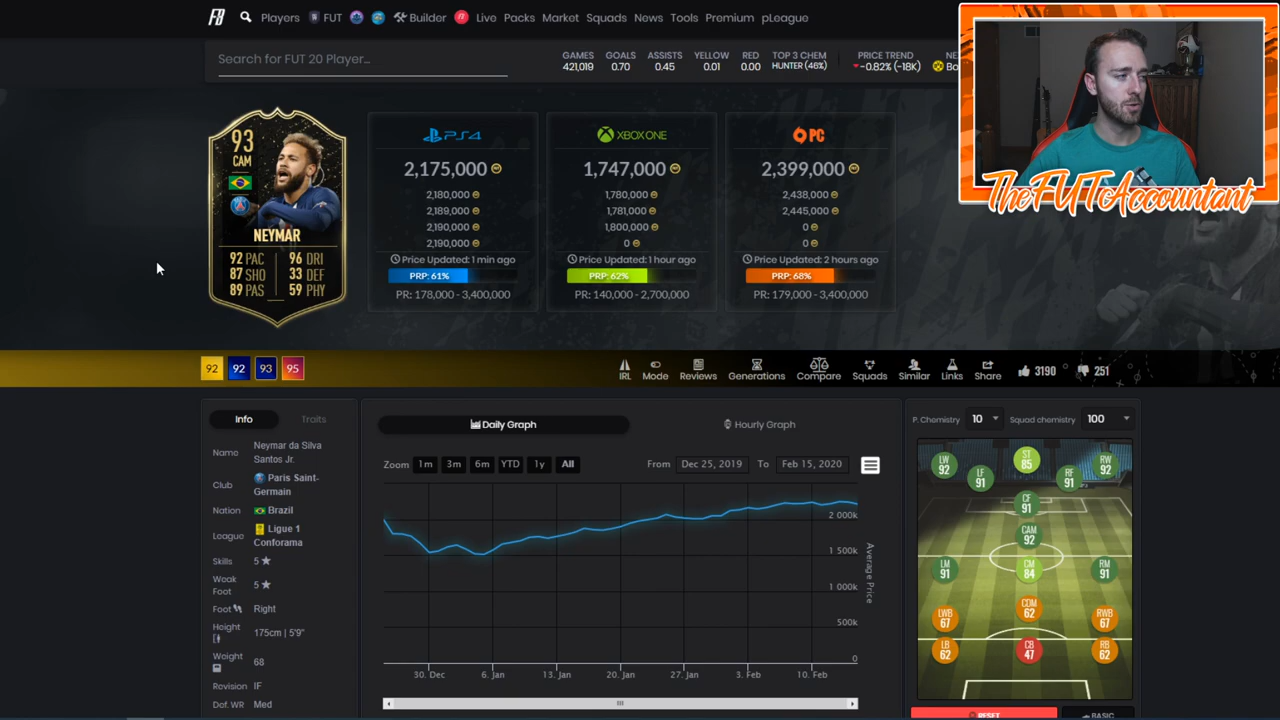 FB Players FUT Builder Live Packs Market Squads News Tools Premium pLeague
Search for FUT 20 Player...
GAMES GOALS ASSISTS YELLOW RED TOP 3 CHEM PRICE TREND
421,019 0.70 0.45 0.01 0.00 HUNTER (46%) -0.82% (-18K) Bo
TheFUTAccountant
93
CAM
NEYMAR
92 PAC 96 DRI
87 SHO 33 DEF
89 PAS 59 PHY
PS4
2,175,000
2,180,000
2,189,000
2,190,000
2,190,000
Price Updated: 1 min ago
PRP: 61%
PR: 178,000 - 3,400,000
XBOX ONE
1,747,000
1,780,000
1,781,000
1,800,000
0
Price Updated: 1 hour ago
PRP: 62%
PR: 140,000 - 2,700,000
PC
2,399,000
2,438,000
2,445,000
0
0
Price Updated: 2 hours ago
PRP: 68%
PR: 179,000 - 3,400,000
92 92 93 95
IRL Mode Reviews Generations Compare Squads Similar Links Share 3190 251
Info Traits
Name Neymar da Silva Santos Jr.
Club Paris Saint-Germain
Nation Brazil
League Ligue 1 Conforama
Skills 5
Weak Foot 5
Foot Right
Height 175cm | 5'9"
Weight 68
Revision IF
Def. WR Med
Daily Graph Hourly Graph
Zoom 1m 3m 6m YTD 1y All From Dec 25, 2019 To Feb 15, 2020
2 000k
1 500k
1 000k
500k
0
Average Price
30. Dec 6. Jan 13. Jan 20. Jan 27. Jan 3. Feb 10. Feb
P. Chemistry 10 Squad chemistry 100
ST 85
LW 92 RW 92
LF 91 RF 91
CF 91
CAM 92
LM 91 CM 84 RM 91
CDM 62
LWB 67 RWB 67
LB 62 CB 47 RB 62
RESET BASIC